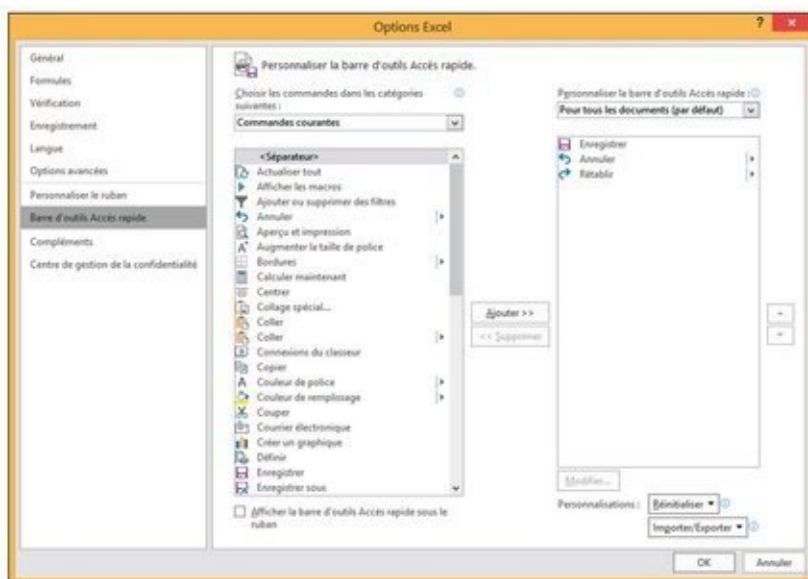 Options Excel
?
Général
Formules
Vérification
Enregistrement
Langue
Options avancées
Personnaliser le ruban
Barre d'outils Accès rapide
Compléments
Centre de gestion de la confidentialité
Personnaliser la barre d'outils Accès rapide.
Choisir les commandes dans les catégories
suivantes :
Commandes courantes
<Séparateur>
Actualiser tout
Afficher les macros
Ajouter ou supprimer des filtres
Annuler
Aperçu et impression
Augmenter la taille de police
Bordures
Calculer maintenant
Centrer
Collage spécial...
Coller
Coller
Connexions du classeur
Copier
Couleur de police
Couleur de remplissage
Couper
Courrier électronique
Créer un graphique
Définir
Enregistrer
Enregistrer sous
Afficher la barre d'outils Accès rapide sous le
ruban
Ajouter >>
<< Supprimer
Personnaliser la barre d'outils Accès rapide :
Pour tous les documents (par défaut)
Enregistrer
Annuler
Rétablir
Modifier...
Personnalisations :
Réinitialiser
Importer/Exporter
OK
Annuler